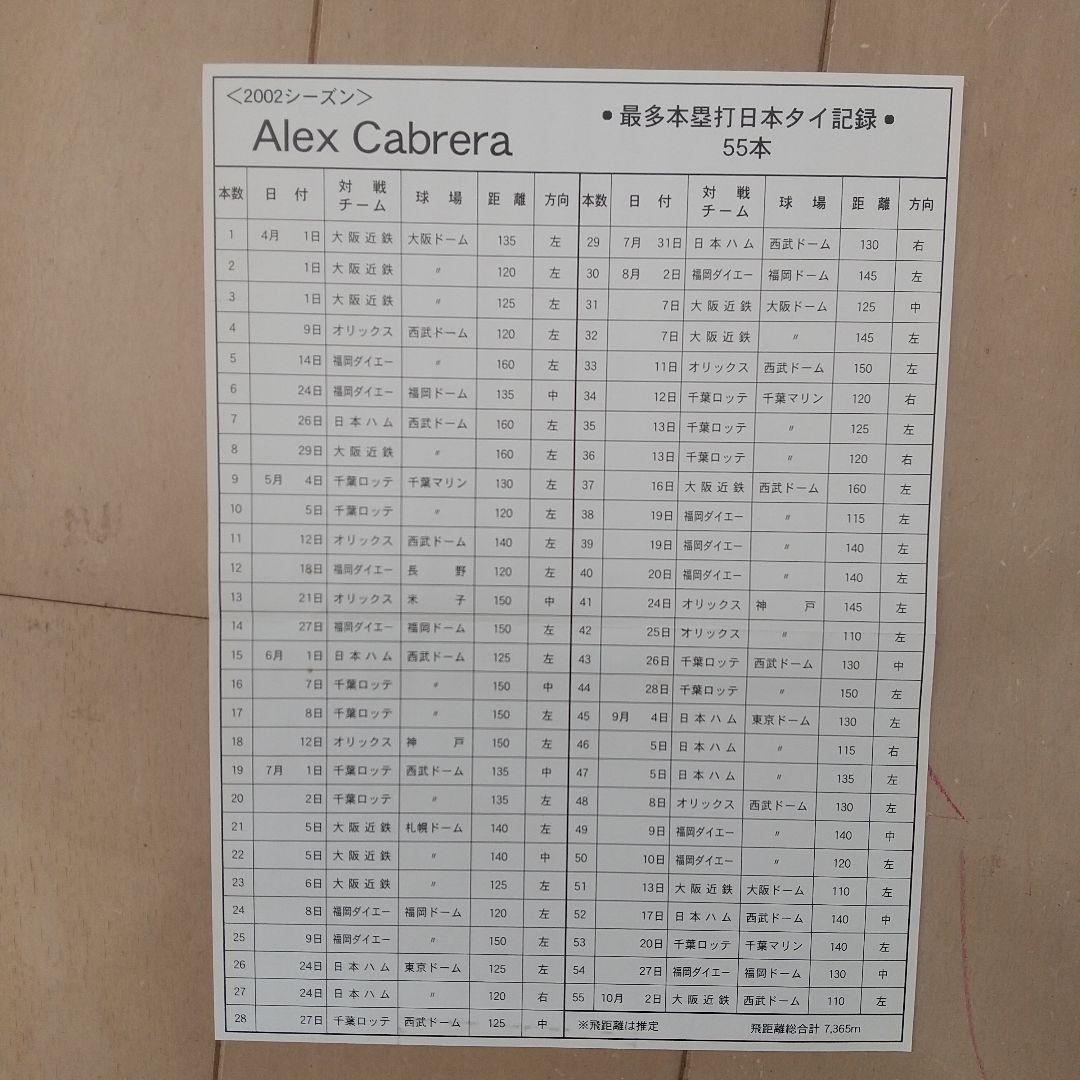 <2002シーズン>
Alex Cabrera
●最多本塁打日本タイ記録●
55本
本数 日付 対戦チーム 球場 距離 方向
1 4月 1日 大阪近鉄 大阪ドーム 135 左
2 1日 大阪近鉄 〃 120 左
3 1日 大阪近鉄 〃 125 左
4 9日 オリックス 西武ドーム 120 左
5 14日 福岡ダイエー 〃 160 左
6 24日 福岡ダイエー 福岡ドーム 135 中
7 26日 日本ハム 西武ドーム 160 左
8 29日 大阪近鉄 〃 160 左
9 5月 4日 千葉ロッテ 千葉マリン 130 左
10 5日 千葉ロッテ 〃 120 左
11 12日 オリックス 西武ドーム 140 左
12 18日 福岡ダイエー 長野 120 左
13 21日 オリックス 米子 150 中
14 27日 福岡ダイエー 福岡ドーム 150 左
15 6月 1日 日本ハム 西武ドーム 125 左
16 7日 千葉ロッテ 〃 150 中
17 8日 千葉ロッテ 〃 150 左
18 12日 オリックス 神戸 150 左
19 7月 1日 千葉ロッテ 西武ドーム 135 中
20 2日 千葉ロッテ 〃 135 左
21 5日 大阪近鉄 札幌ドーム 140 左
22 5日 大阪近鉄 〃 140 中
23 6日 大阪近鉄 〃 125 左
24 8日 福岡ダイエー 福岡ドーム 120 左
25 9日 福岡ダイエー 〃 150 左
26 24日 日本ハム 東京ドーム 125 左
27 24日 日本ハム 〃 120 右
28 27日 千葉ロッテ 西武ドーム 125 中
本数 日付 対戦チーム 球場 距離 方向
29 7月 31日 日本ハム 西武ドーム 130 右
30 8月 2日 福岡ダイエー 福岡ドーム 145 左
31 7日 大阪近鉄 大阪ドーム 125 中
32 7日 大阪近鉄 〃 145 左
33 11日 オリックス 西武ドーム 150 左
34 12日 千葉ロッテ 千葉マリン 120 右
35 13日 千葉ロッテ 〃 125 左
36 13日 千葉ロッテ 〃 120 右
37 16日 大阪近鉄 西武ドーム 160 左
38 19日 福岡ダイエー 〃 115 左
39 19日 福岡ダイエー 〃 140 左
40 20日 福岡ダイエー 〃 140 左
41 24日 オリックス 神戸 145 左
42 25日 オリックス 〃 110 左
43 26日 千葉ロッテ 西武ドーム 130 中
44 28日 千葉ロッテ 〃 150 左
45 9月 4日 日本ハム 東京ドーム 130 左
46 5日 日本ハム 〃 115 右
47 5日 日本ハム 〃 135 左
48 8日 オリックス 西武ドーム 130 左
49 9日 福岡ダイエー 〃 140 中
50 10日 福岡ダイエー 〃 120 左
51 13日 大阪近鉄 大阪ドーム 110 左
52 17日 日本ハム 西武ドーム 140 中
53 20日 千葉ロッテ 千葉マリン 140 左
54 27日 福岡ダイエー 福岡ドーム 130 中
55 10月 2日 大阪近鉄 西武ドーム 110 左
※飛距離は推定 飛距離総合計 7,365m